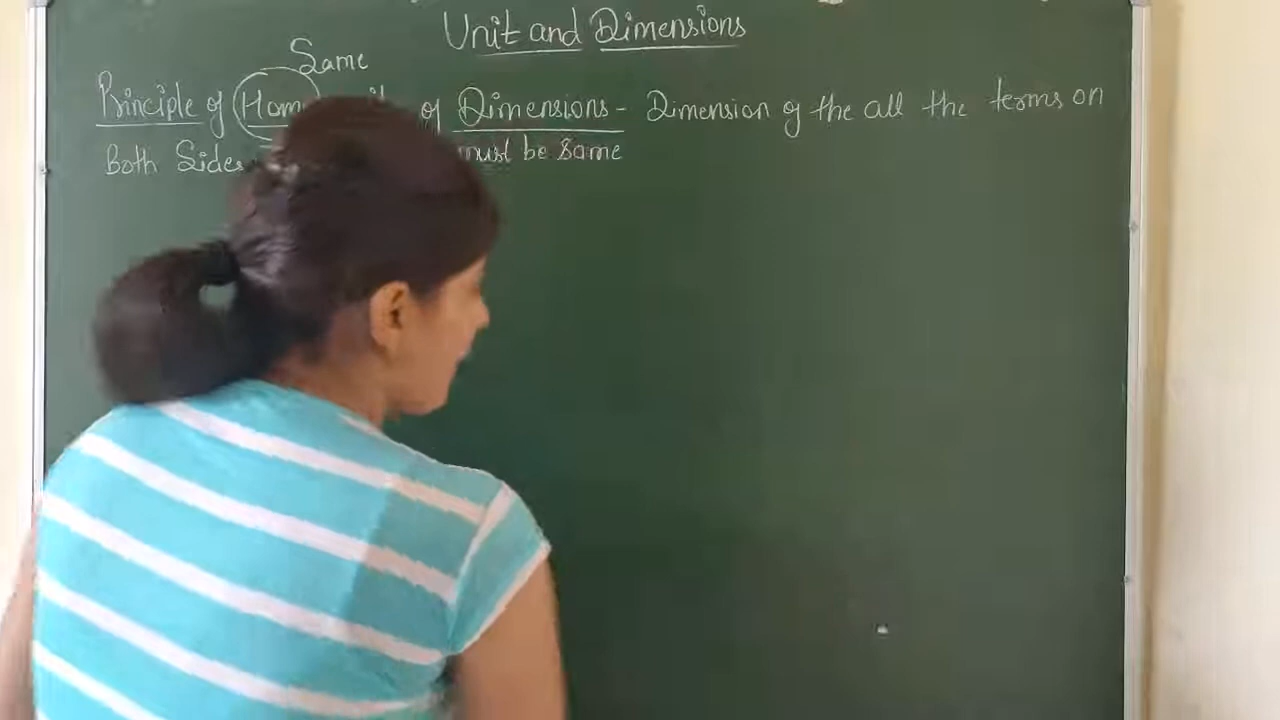 Unit and Dimensions
Same
Principle of Hom of Dimensions - Dimension of the all the terms on
Both Sides must be same